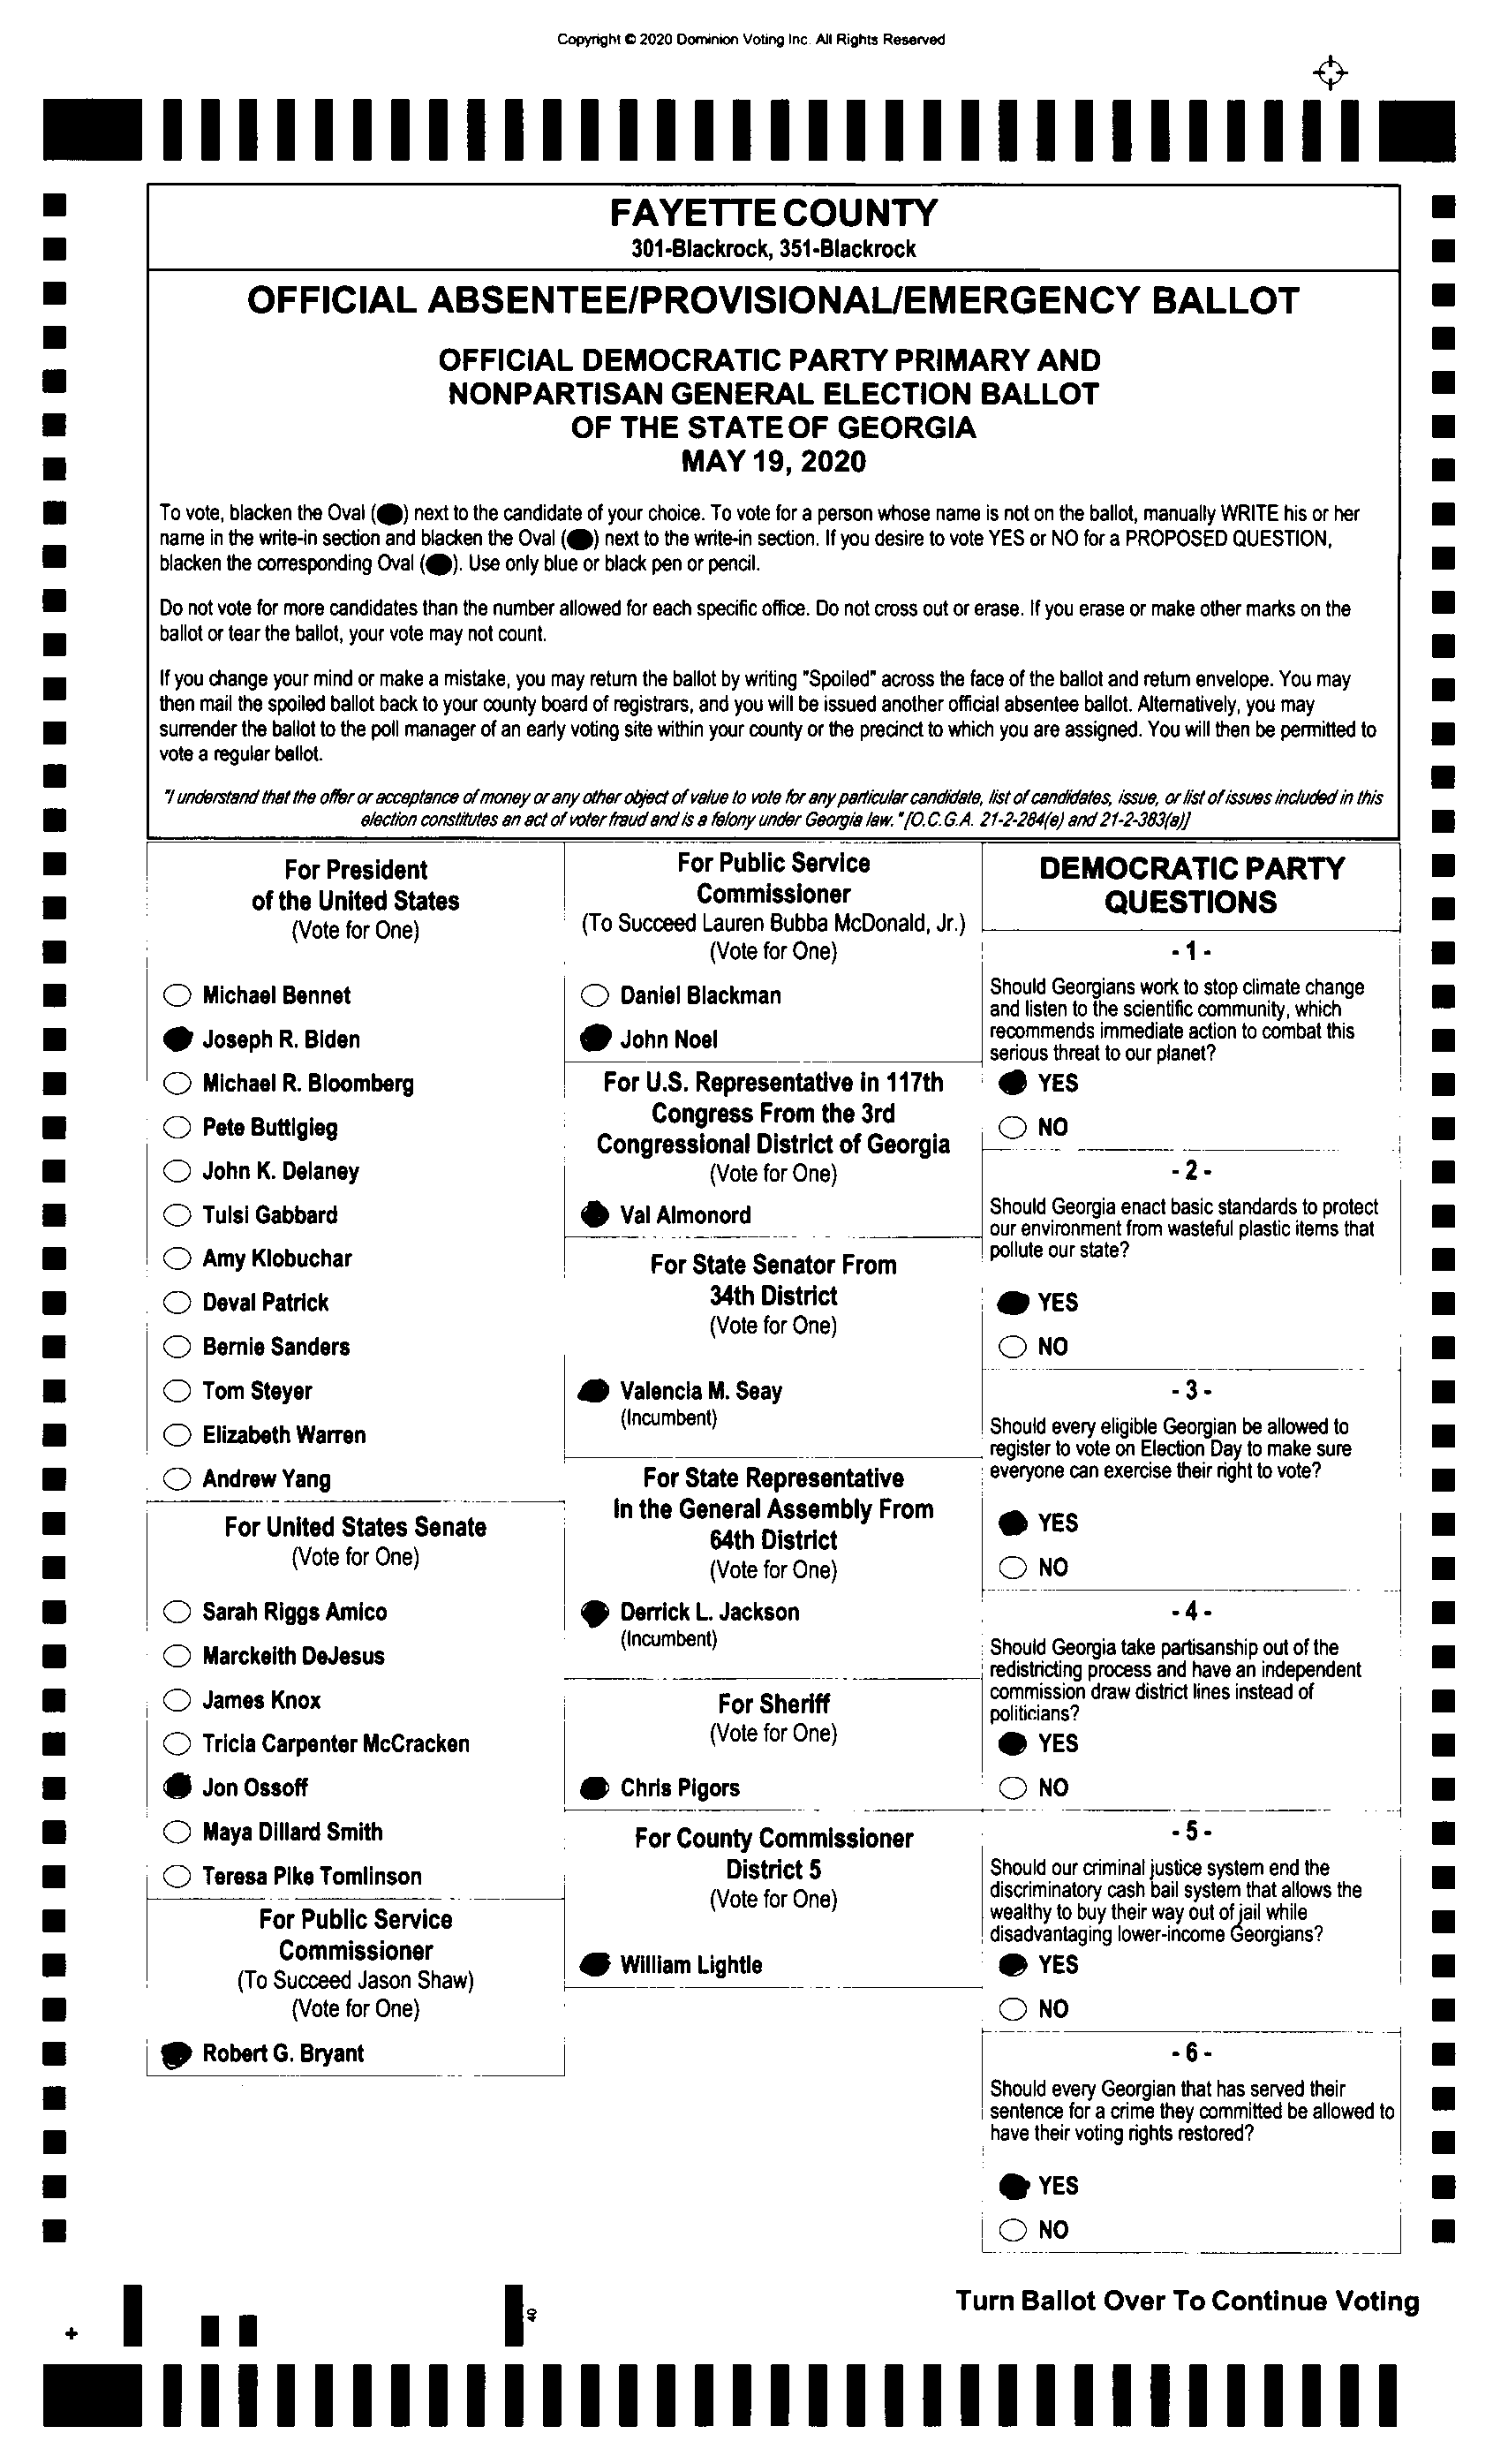 Copyright © 2020 Dominion Voting Inc. All Rights Reserved
FAYETTE COUNTY
301-Blackrock, 351-Blackrock
OFFICIAL ABSENTEE/PROVISIONAL/EMERGENCY BALLOT
OFFICIAL DEMOCRATIC PARTY PRIMARY AND
NONPARTISAN GENERAL ELECTION BALLOT
OF THE STATE OF GEORGIA
MAY 19, 2020
To vote, blacken the Oval ( ) next to the candidate of your choice. To vote for a person whose name is not on the ballot, manually WRITE his or her
name in the write-in section and blacken the Oval ( ) next to the write-in section. If you desire to vote YES or NO for a PROPOSED QUESTION,
blacken the corresponding Oval ( ). Use only blue or black pen or pencil.
Do not vote for more candidates than the number allowed for each specific office. Do not cross out or erase. If you erase or make other marks on the
ballot or tear the ballot, your vote may not count.
If you change your mind or make a mistake, you may return the ballot by writing "Spoiled" across the face of the ballot and return envelope. You may
then mail the spoiled ballot back to your county board of registrars, and you will be issued another official absentee ballot. Alternatively, you may
surrender the ballot to the poll manager of an early voting site within your county or the precinct to which you are assigned. You will then be permitted to
vote a regular ballot.
"I understand that the offer or acceptance of money or any other object of value to vote for any particular candidate, list of candidates, issue, or list of issues included in this
election constitutes an act of voter fraud and is a felony under Georgia law." [O.C.G.A. 21-2-284(e) and 21-2-383(a)]
For President
of the United States
(Vote for One)
Michael Bennet
Joseph R. Biden
Michael R. Bloomberg
Pete Buttigieg
John K. Delaney
Tulsi Gabbard
Amy Klobuchar
Deval Patrick
Bernie Sanders
Tom Steyer
Elizabeth Warren
Andrew Yang
For United States Senate
(Vote for One)
Sarah Riggs Amico
Marckeith DeJesus
James Knox
Tricia Carpenter McCracken
Jon Ossoff
Maya Dillard Smith
Teresa Pike Tomlinson
For Public Service
Commissioner
(To Succeed Jason Shaw)
(Vote for One)
Robert G. Bryant
For Public Service
Commissioner
(To Succeed Lauren Bubba McDonald, Jr.)
(Vote for One)
Daniel Blackman
John Noel
For U.S. Representative in 117th
Congress From the 3rd
Congressional District of Georgia
(Vote for One)
Val Almonord
For State Senator From
34th District
(Vote for One)
Valencia M. Seay
(Incumbent)
For State Representative
In the General Assembly From
64th District
(Vote for One)
Derrick L. Jackson
(Incumbent)
For Sheriff
(Vote for One)
Chris Pigors
For County Commissioner
District 5
(Vote for One)
William Lightle
DEMOCRATIC PARTY
QUESTIONS
- 1 -
Should Georgians work to stop climate change
and listen to the scientific community, which
recommends immediate action to combat this
serious threat to our planet?
YES
NO
- 2 -
Should Georgia enact basic standards to protect
our environment from wasteful plastic items that
pollute our state?
YES
NO
- 3 -
Should every eligible Georgian be allowed to
register to vote on Election Day to make sure
everyone can exercise their right to vote?
YES
NO
- 4 -
Should Georgia take partisanship out of the
redistricting process and have an independent
commission draw district lines instead of
politicians?
YES
NO
- 5 -
Should our criminal justice system end the
discriminatory cash bail system that allows the
wealthy to buy their way out of jail while
disadvantaging lower-income Georgians?
YES
NO
- 6 -
Should every Georgian that has served their
sentence for a crime they committed be allowed to
have their voting rights restored?
YES
NO
Turn Ballot Over To Continue Voting